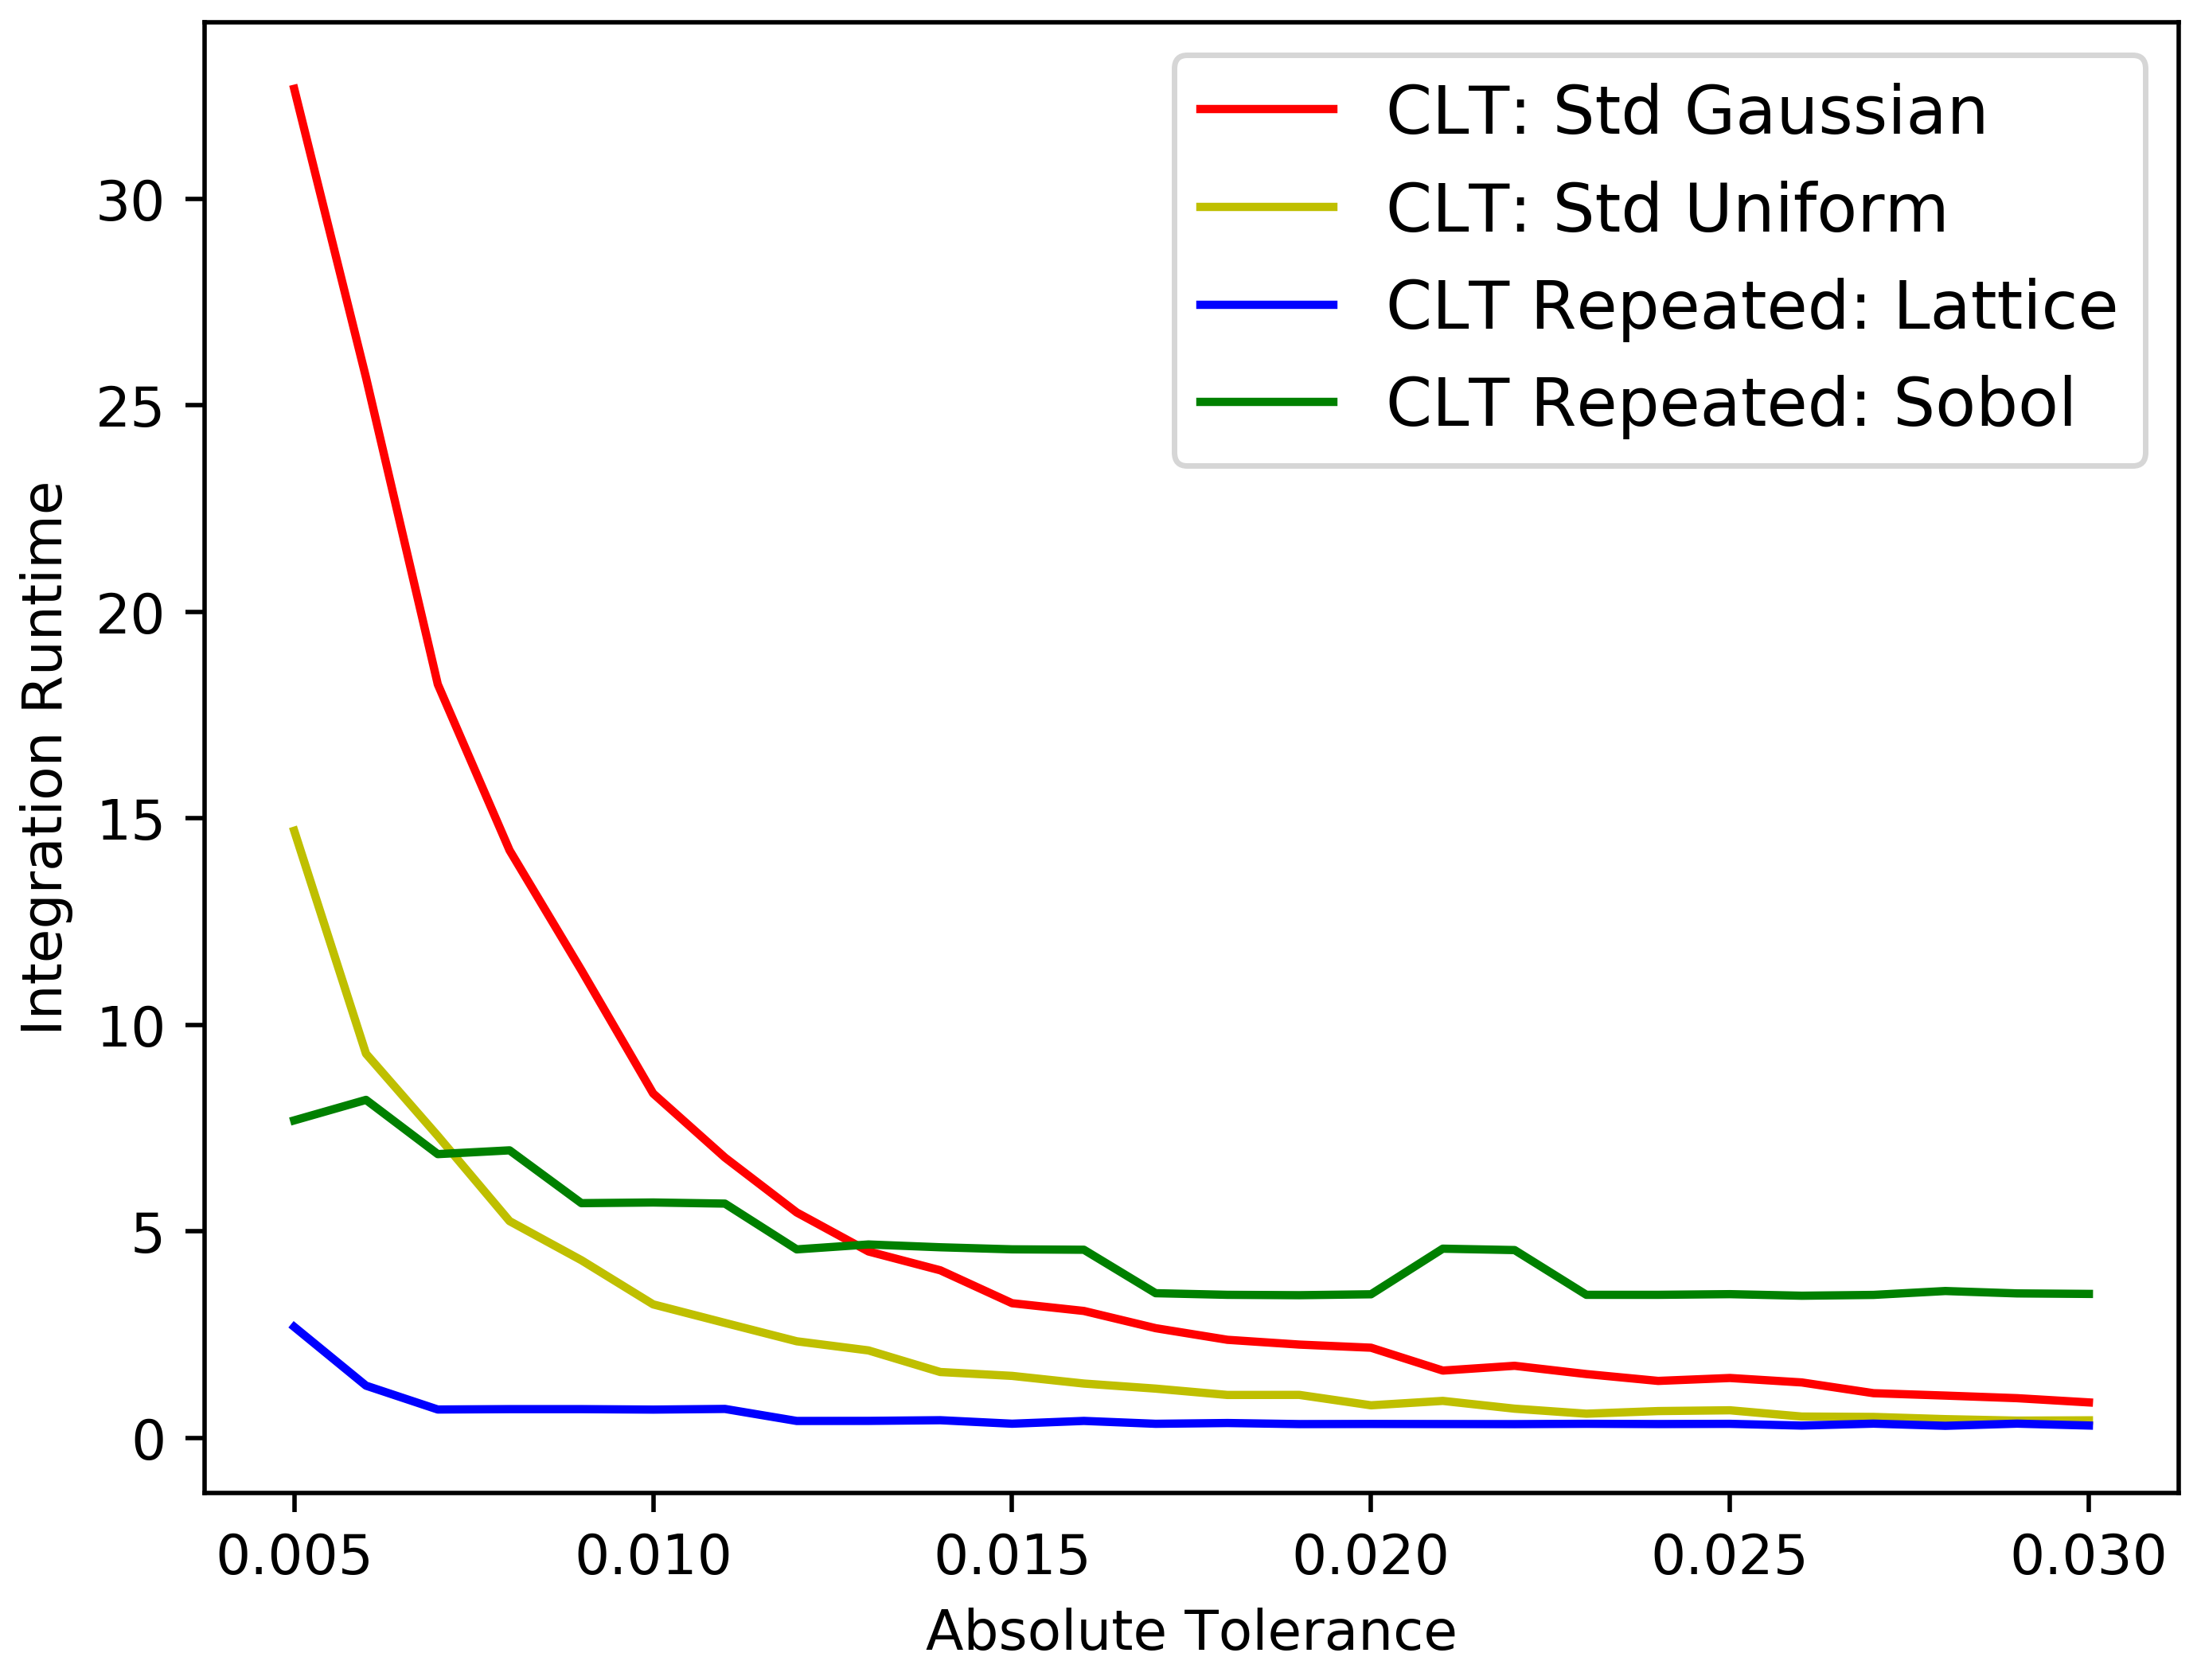 CLT: Std Gaussian
CLT: Std Uniform
CLT Repeated: Lattice
CLT Repeated: Sobol
Integration Runtime
30
25
20
15
10
5
0
0.005 0.010 0.015 0.020 0.025 0.030
Absolute Tolerance